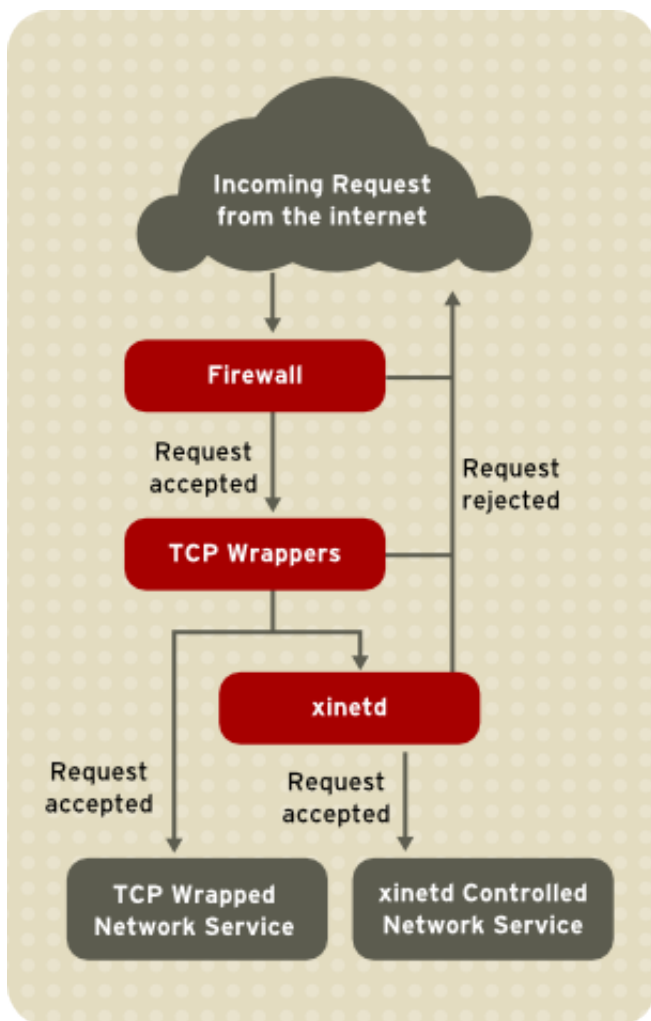 Incoming Request
from the internet
Firewall
Request
accepted
Request
rejected
TCP Wrappers
xinetd
Request
accepted
Request
accepted
TCP Wrapped
Network Service
xinetd Controlled
Network Service